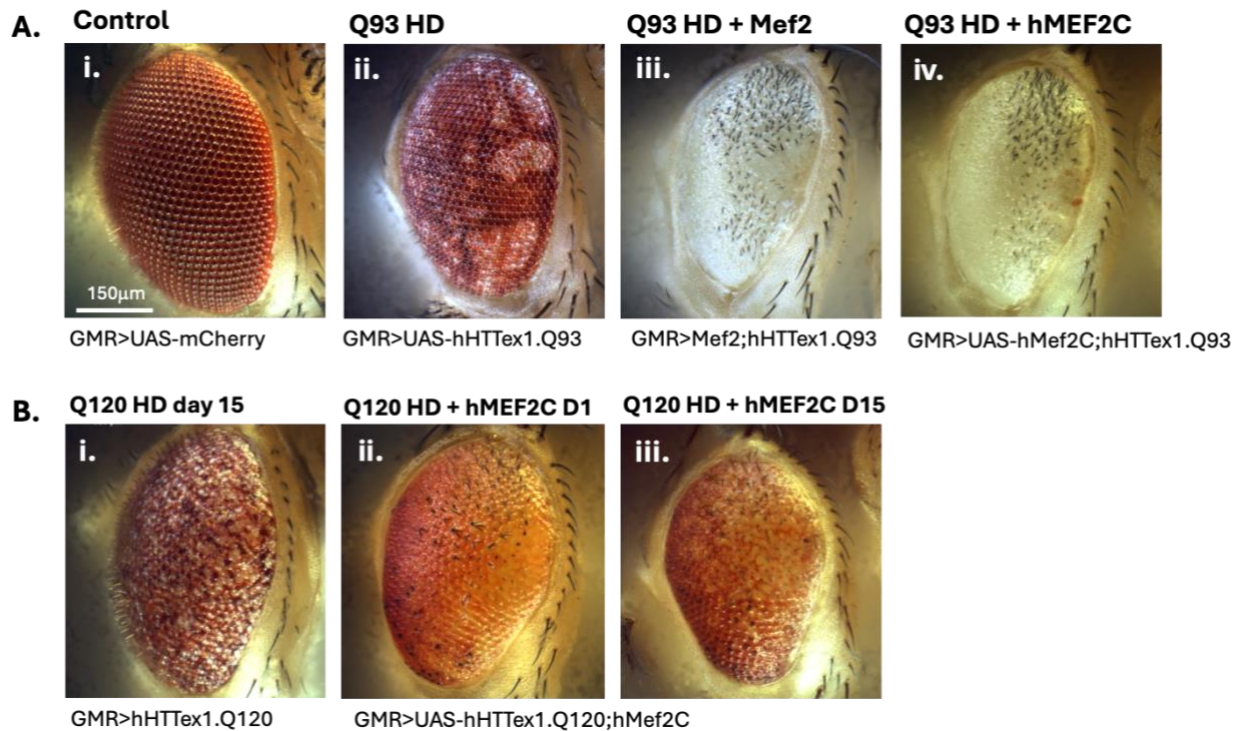 A.
Control
Q93 HD
Q93 HD + Mef2
Q93 HD + hMEF2C
i.
ii.
iii.
iv.
150μm
GMR>UAS-mCherry
GMR>UAS-hHTTex1.Q93
GMR>Mef2;hHTTex1.Q93
GMR>UAS-hMef2C;hHTTex1.Q93
B.
Q120 HD day 15
Q120 HD + hMEF2C D1
Q120 HD + hMEF2C D15
i.
ii.
iii.
GMR>hHTTex1.Q120
GMR>UAS-hHTTex1.Q120;hMef2C